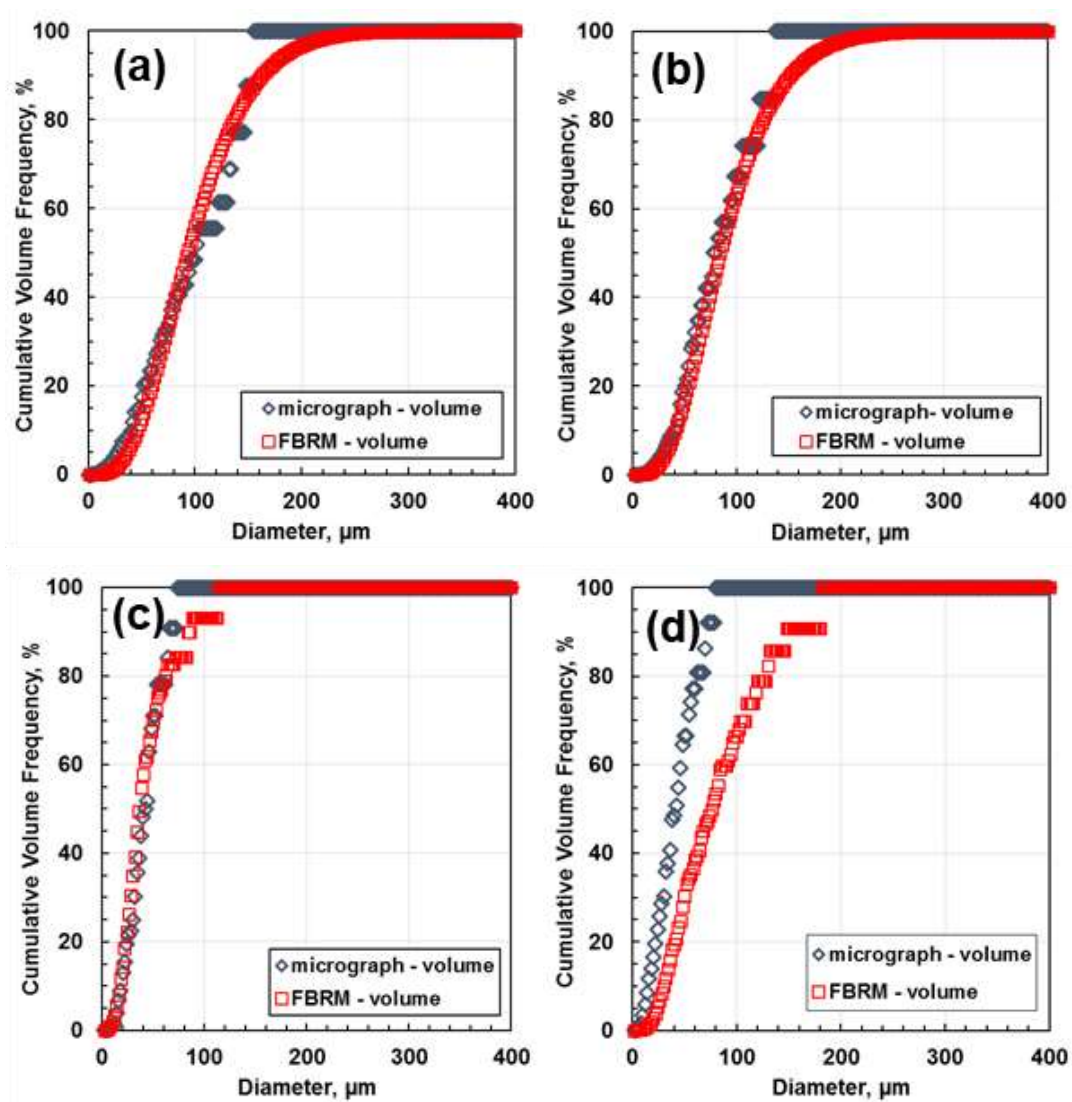 (a)
Cumulative Volume Frequency, %
100
80
60
40
20
0
micrograph - volume
FBRM - volume
0 100 200 300 400
Diameter, µm
(b)
Cumulative Volume Frequency, %
100
80
60
40
20
0
micrograph- volume
FBRM - volume
0 100 200 300 400
Diameter, µm
(c)
Cumulative Volume Frequency, %
100
80
60
40
20
0
micrograph - volume
FBRM - volume
0 100 200 300 400
Diameter, µm
(d)
Cumulative Volume Frequency, %
100
80
60
40
20
0
micrograph - volume
FBRM - volume
0 100 200 300 400
Diameter, µm